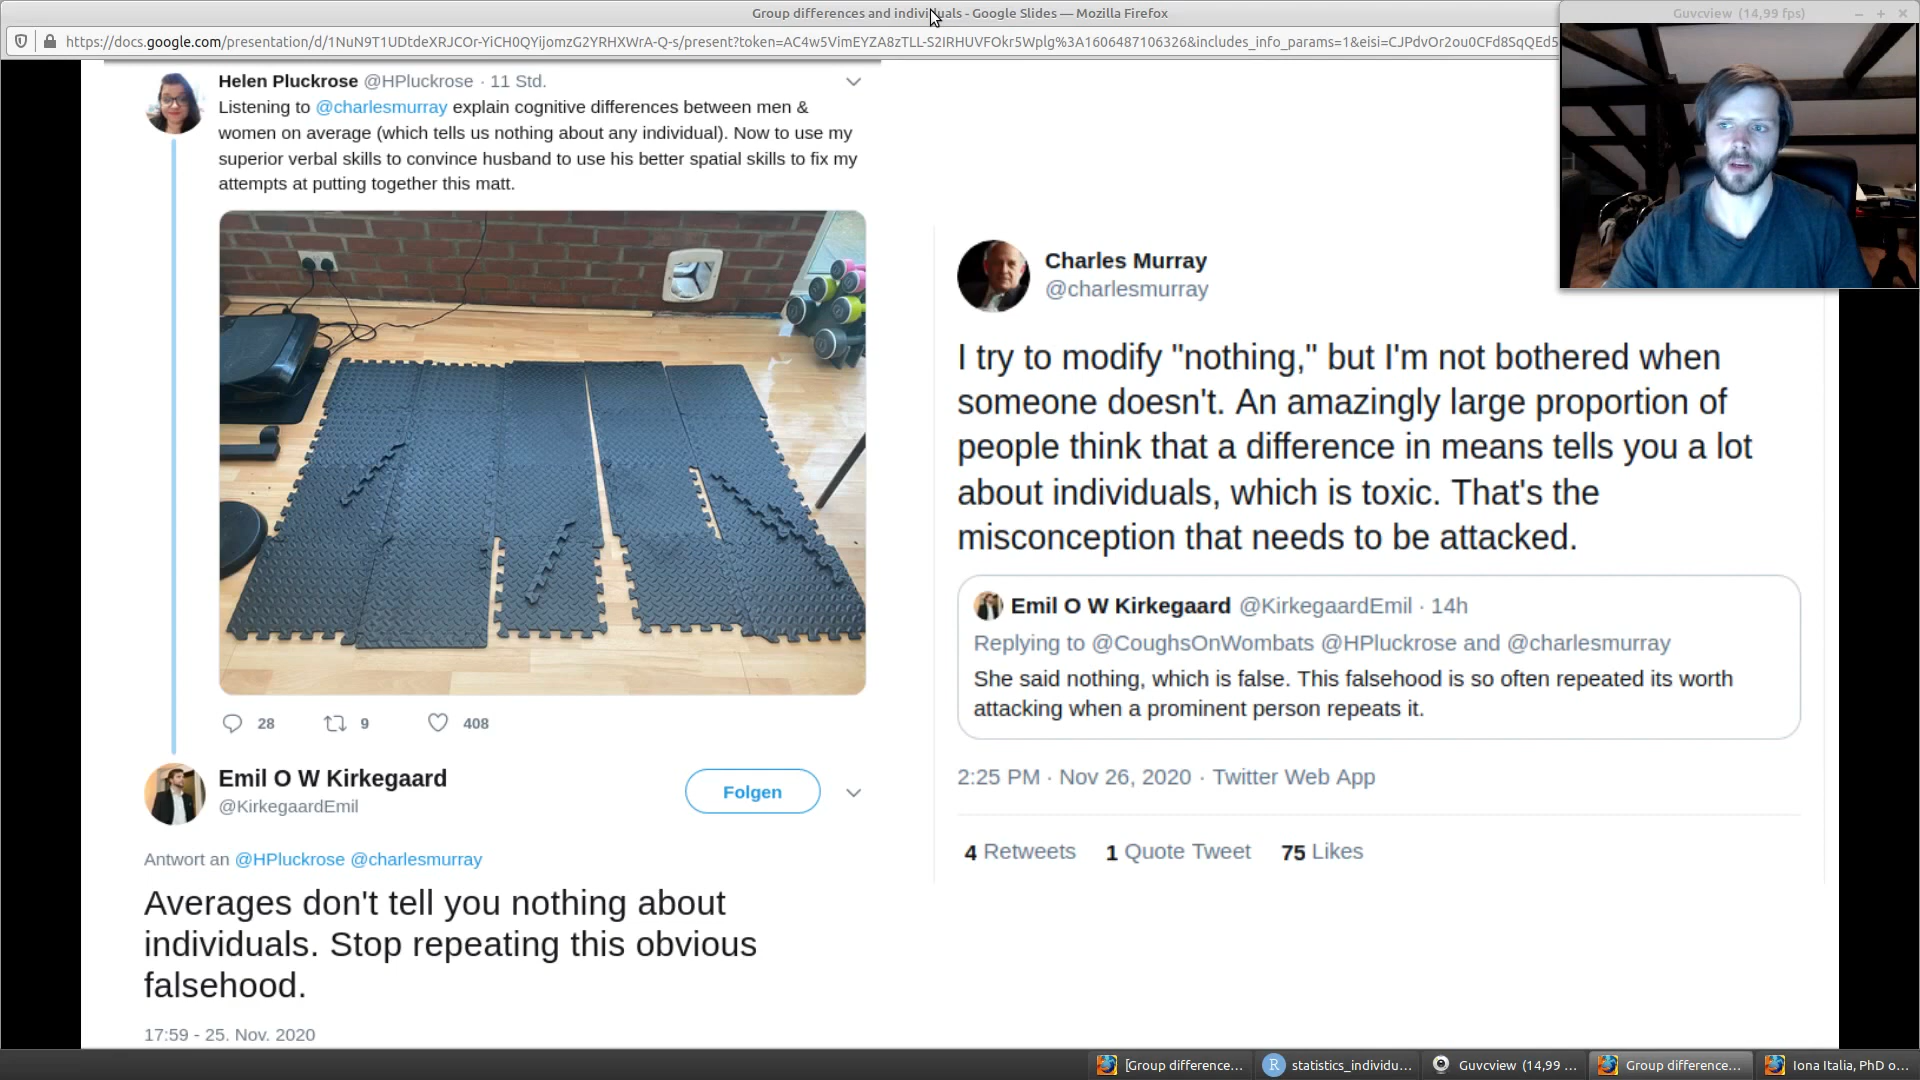 Group differences and individuals - Google Slides — Mozilla Firefox
Guvcview (14,99 fps)
https://docs.google.com/presentation/d/1NuN9T1UDtdeXRJCOr-YiCH0QYijomzG2YRHXWrA-Q-s/present?token=AC4w5VimEYZA8zTLL-S2IRHUVFOkr5Wplg%3A1606487106326&includes_info_params=1&eisi=CJPdvOr2ou0CFd8SqQEd5
Helen Pluckrose @HPluckrose · 11 Std.
Listening to @charlesmurray explain cognitive differences between men &
women on average (which tells us nothing about any individual). Now to use my
superior verbal skills to convince husband to use his better spatial skills to fix my
attempts at putting together this matt.
28 9 408
Emil O W Kirkegaard
@KirkegaardEmil
Folgen
Antwort an @HPluckrose @charlesmurray
Averages don't tell you nothing about
individuals. Stop repeating this obvious
falsehood.
17:59 - 25. Nov. 2020
Charles Murray
@charlesmurray
I try to modify "nothing," but I'm not bothered when
someone doesn't. An amazingly large proportion of
people think that a difference in means tells you a lot
about individuals, which is toxic. That's the
misconception that needs to be attacked.
Emil O W Kirkegaard @KirkegaardEmil · 14h
Replying to @CoughsOnWombats @HPluckrose and @charlesmurray
She said nothing, which is false. This falsehood is so often repeated its worth
attacking when a prominent person repeats it.
2:25 PM · Nov 26, 2020 · Twitter Web App
4 Retweets 1 Quote Tweet 75 Likes
[Group difference... R statistics_individu... Guvcview (14,99 ... Group difference... Iona Italia, PhD o...